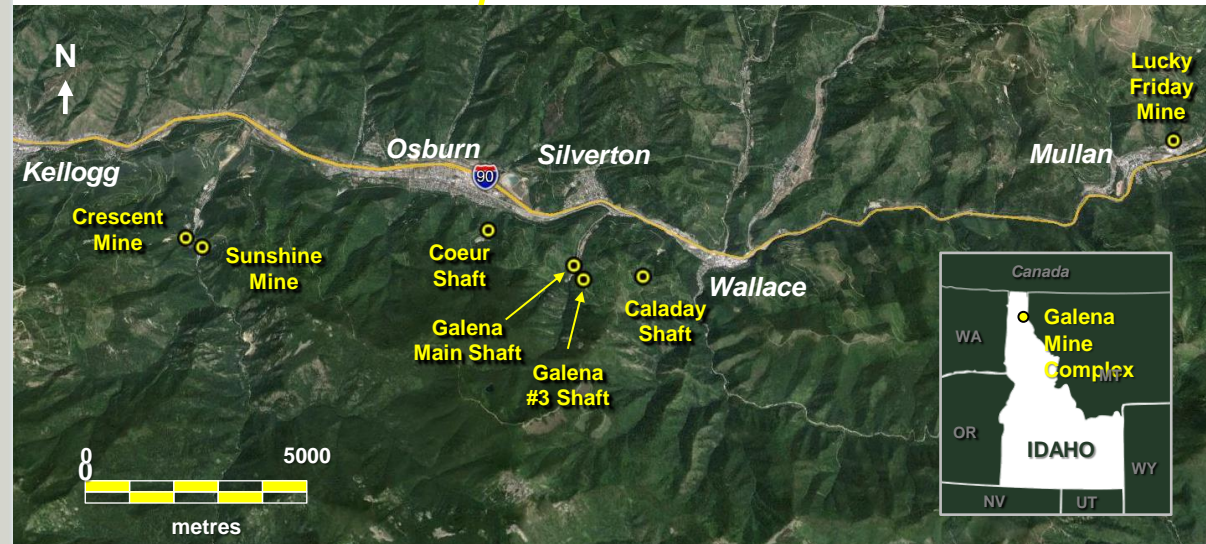 N
Lucky
Friday
Mine
Osburn
Silverton
Mullan
Kellogg
90
Crescent
Mine
Sunshine
Mine
Coeur
Shaft
Wallace
Caladay
Shaft
Galena
Main Shaft
Galena
#3 Shaft
Canada
Galena
Mine
Complex
WA
MT
OR
IDAHO
WY
NV
UT
0
0
5000
metres